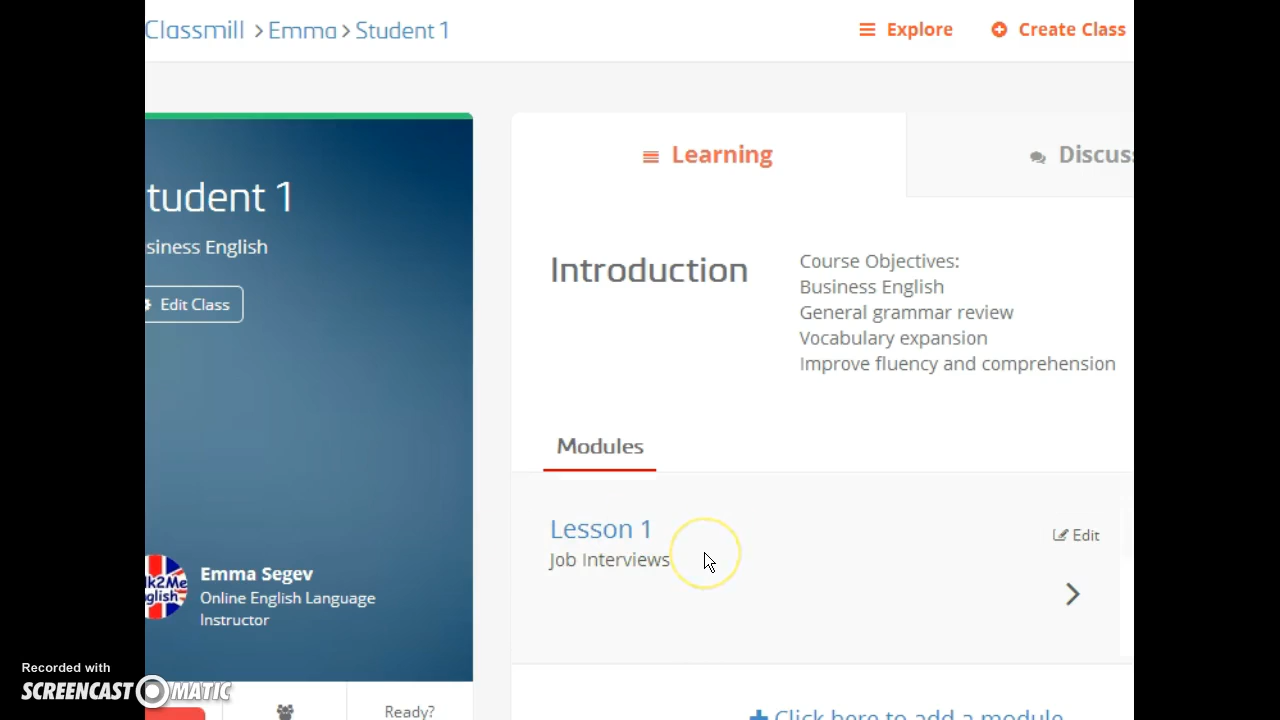 Classmill > Emma > Student 1
Explore
Create Class
tudent 1
siness English
Edit Class
Learning
Discuss
Introduction
Course Objectives:
Business English
General grammar review
Vocabulary expansion
Improve fluency and comprehension
Modules
Lesson 1
Job Interviews
Edit
lk2Me
glish
Emma Segev
Online English Language
Instructor
Ready?
Click here to add a module
Recorded with
SCREENCAST O MATIC